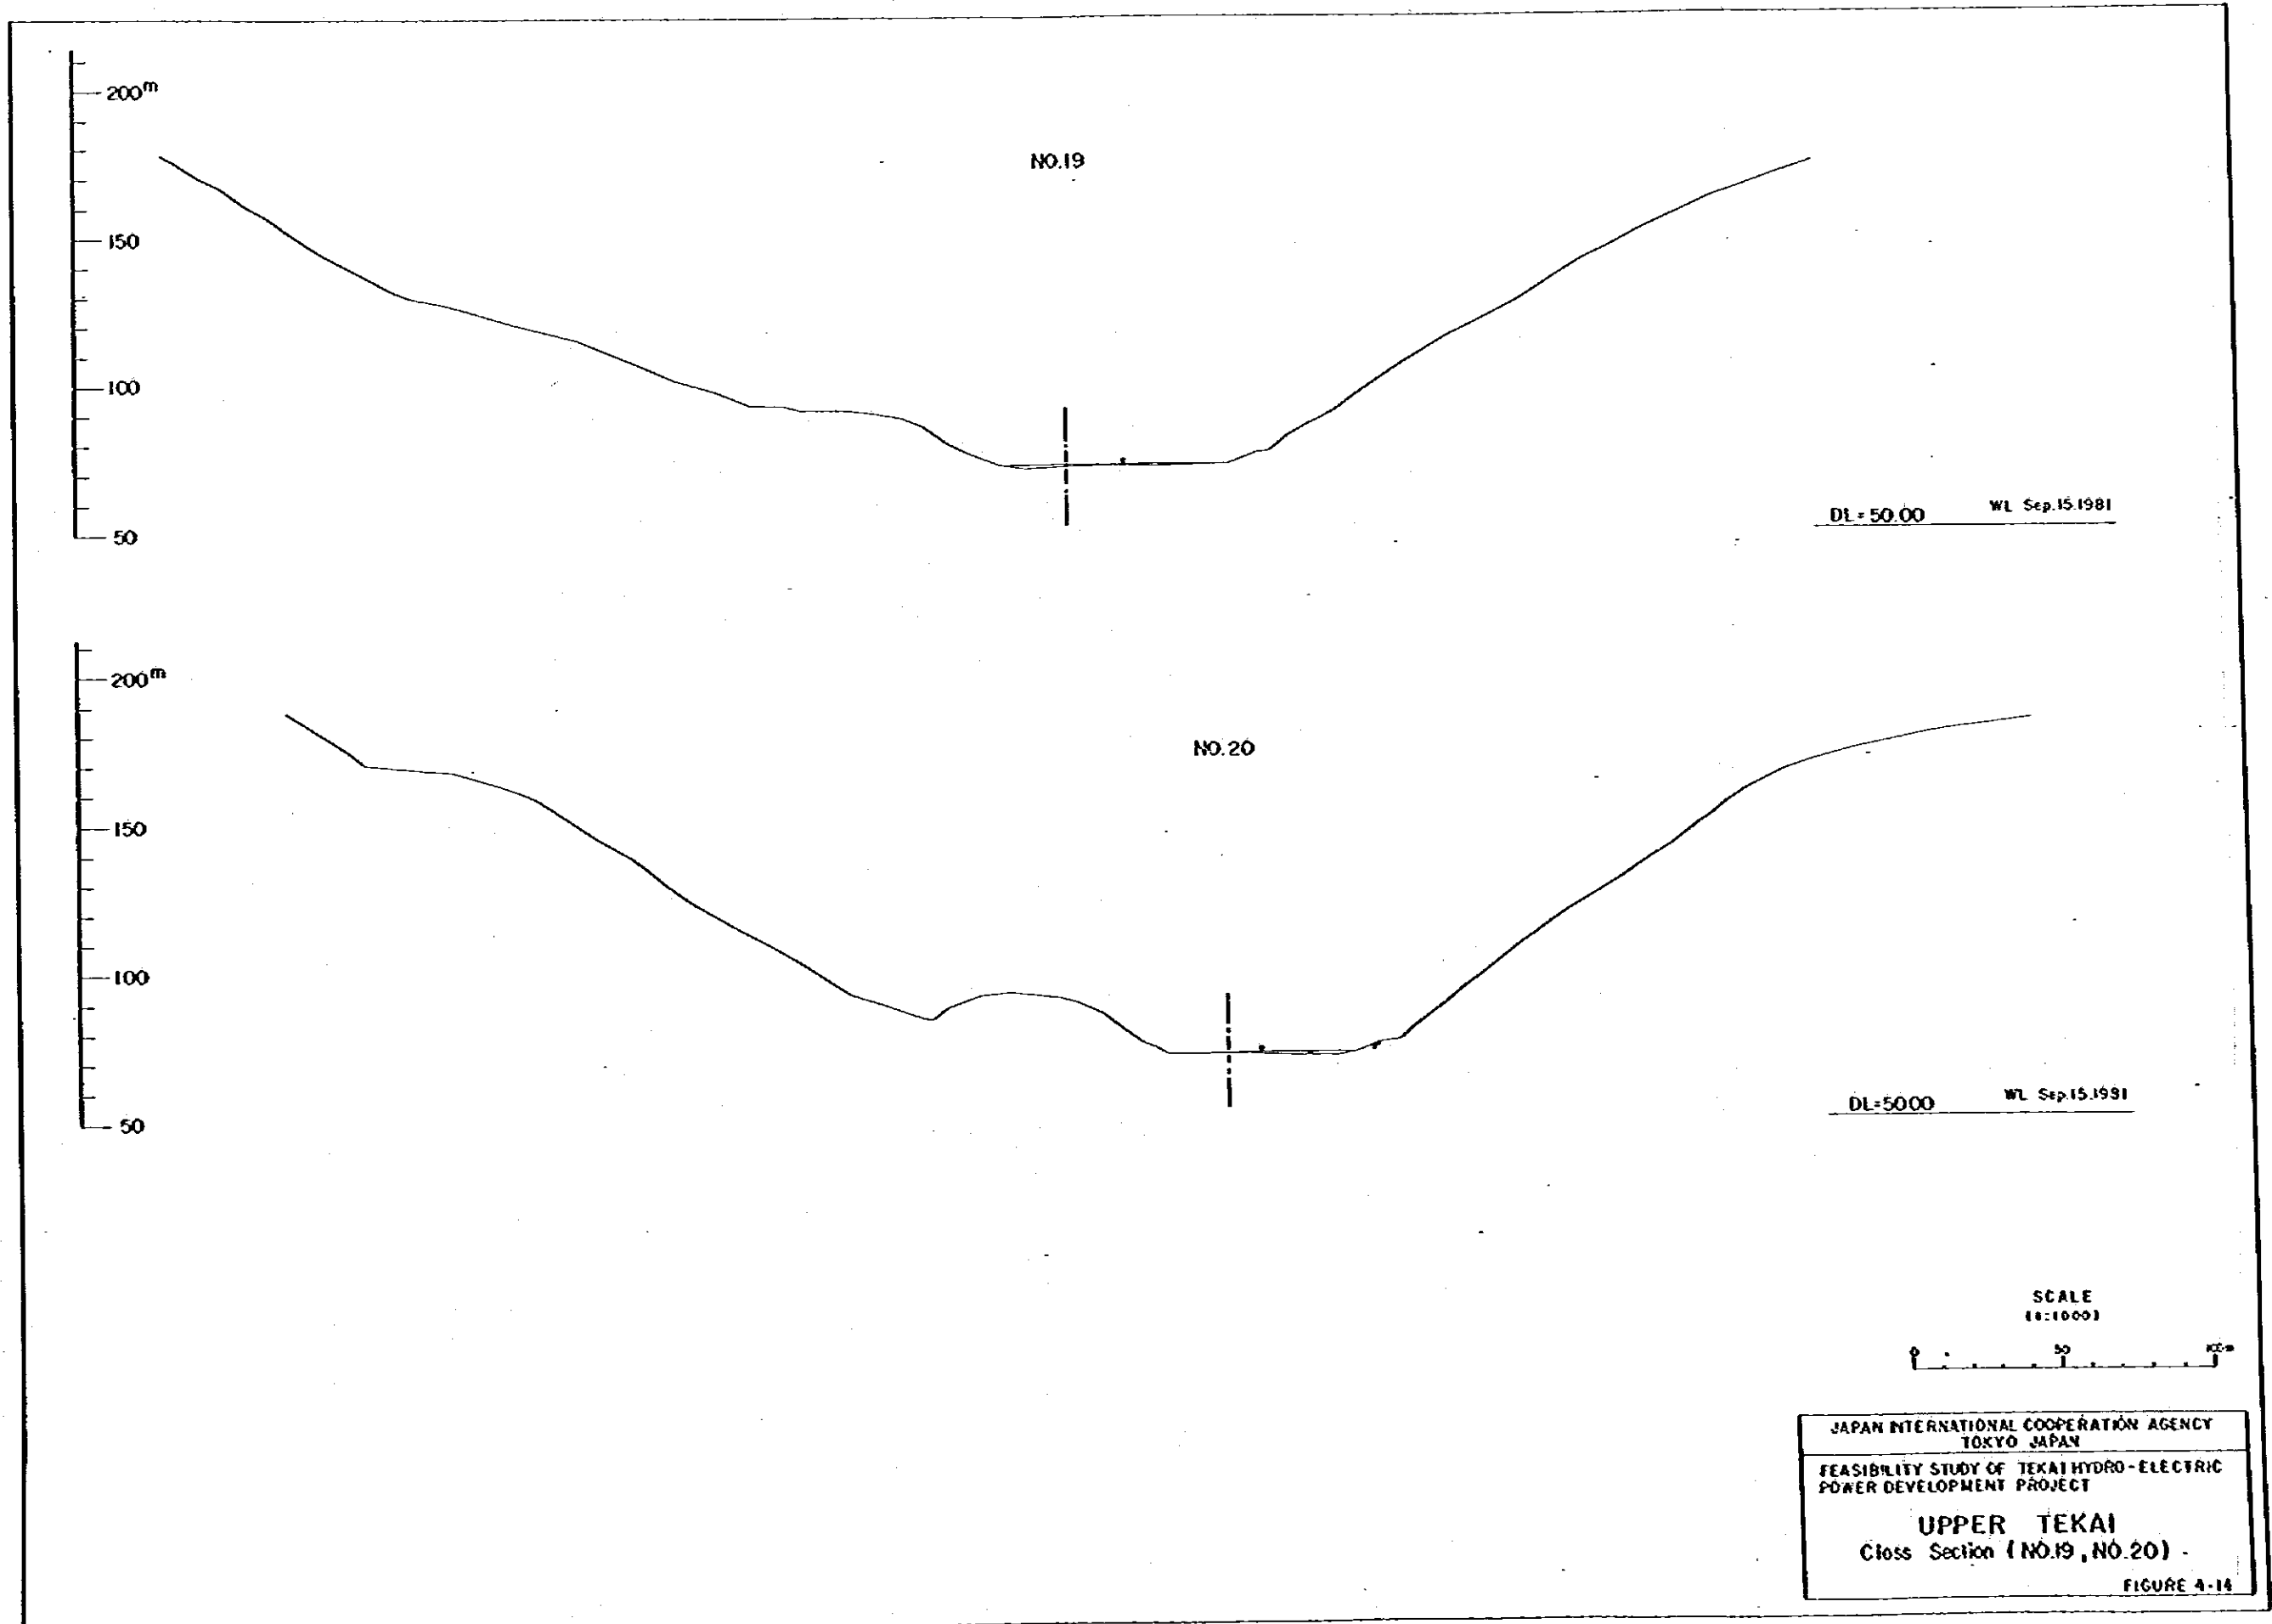 200m
150
100
50
NO.19
DL=50.00 WL Sep.15.1981
200m
150
100
50
NO.20
DL=5000 WL Sep.15.1981
SCALE
(1:1000)
0 50 100m
JAPAN INTERNATIONAL COOPERATION AGENCY
TOKYO JAPAN
FEASIBILITY STUDY OF TEKAI HYDRO-ELECTRIC
POWER DEVELOPMENT PROJECT
UPPER TEKAI
Closs Section (NO.19, NO.20)
FIGURE 4-14